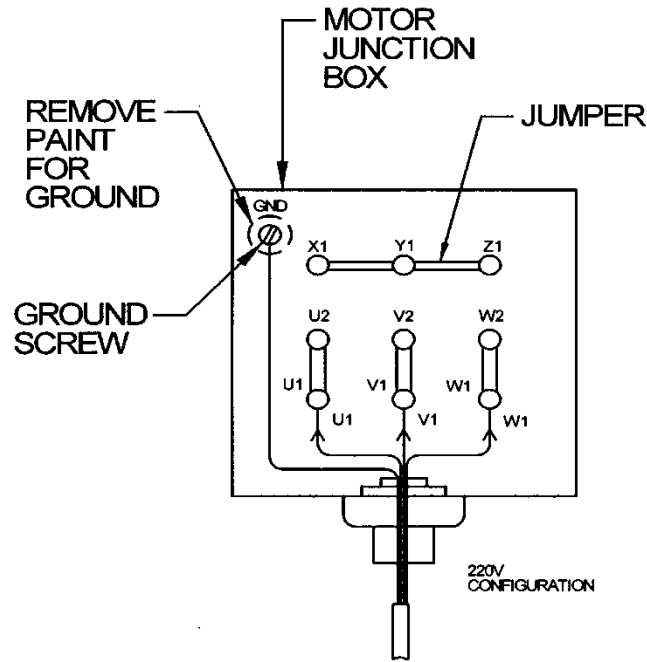 MOTOR
JUNCTION
BOX
REMOVE
PAINT
FOR
GROUND
JUMPER
GND
X1 Y1 Z1
GROUND
SCREW
U2 V2 W2
U1 V1 W1
U1 V1 W1
220V
CONFIGURATION